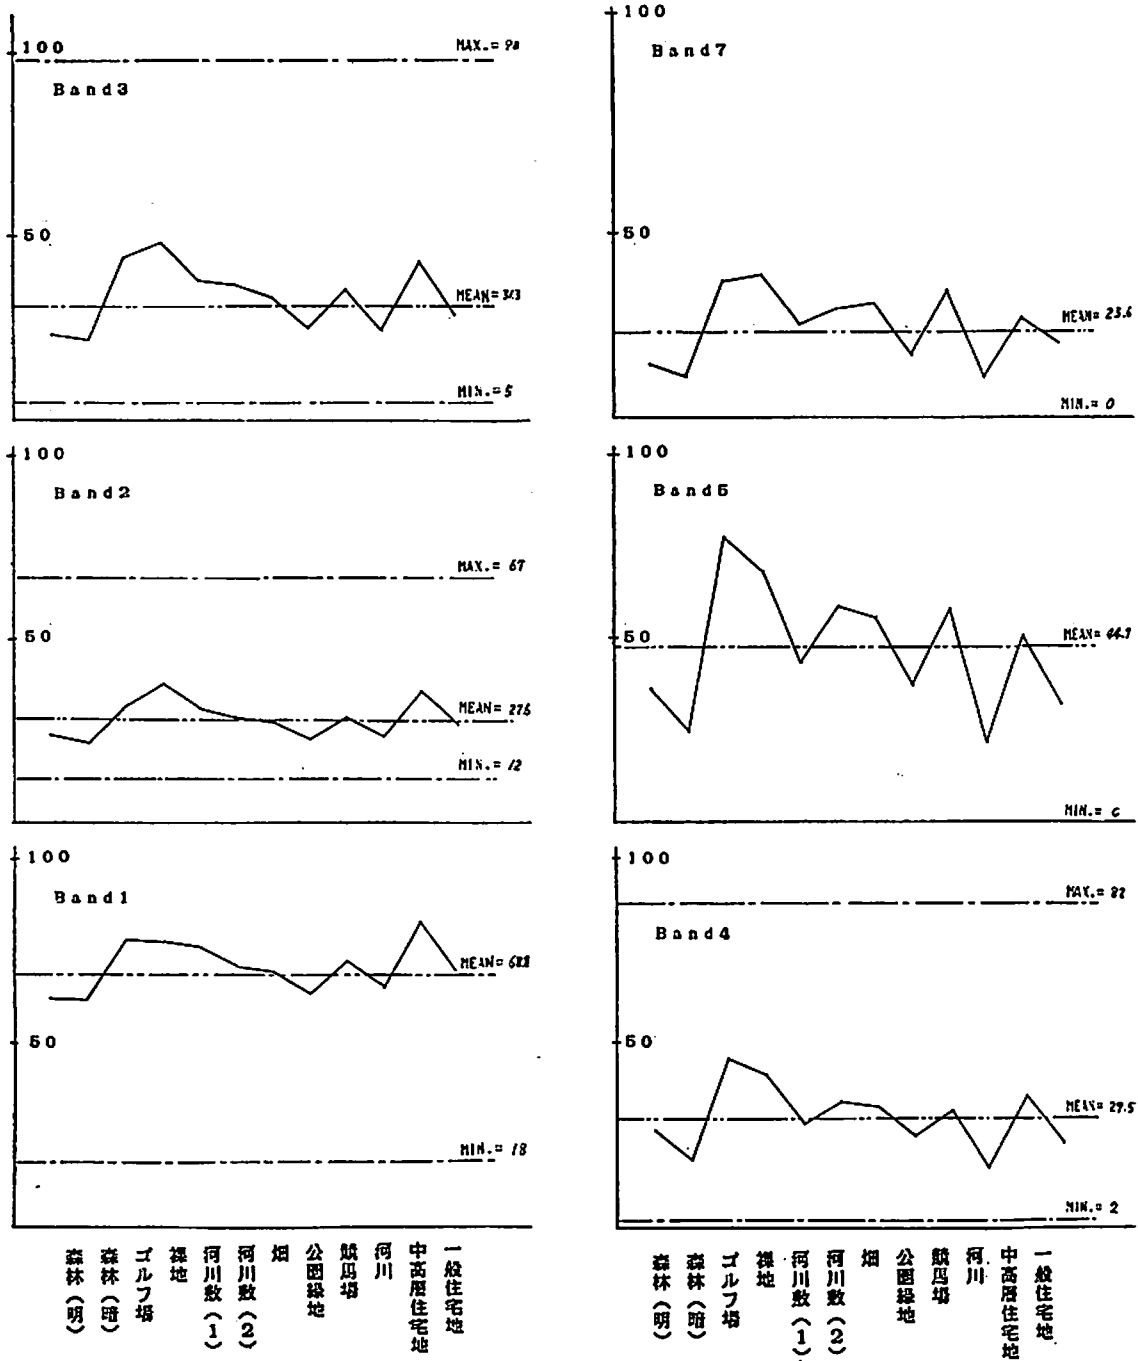 100
MAX.= 98
Band3
50
MEAN= 31.3
MIN.= 5
100
Band2
MAX.= 67
50
MEAN= 27.5
MIN.= 12
100
Band1
MEAN= 68.8
50
MIN.= 18
森林(明)
森林(暗)
ゴルフ場
裸地
河川敷(1)
河川敷(2)
畑
公園緑地
競馬場
河川
中高層住宅地
一般住宅地
100
Band7
50
MEAN= 23.6
MIN.= 0
100
Band5
50
MIN.=
100
MAX.=
Band4
50
MEAN= 29.5
MIN.= 2
森林(明)
森林(暗)
ゴルフ場
裸地
河川敷(1)
河川敷(2)
畑
公園緑地
競馬場
河川
中高層住宅地
一般住宅地